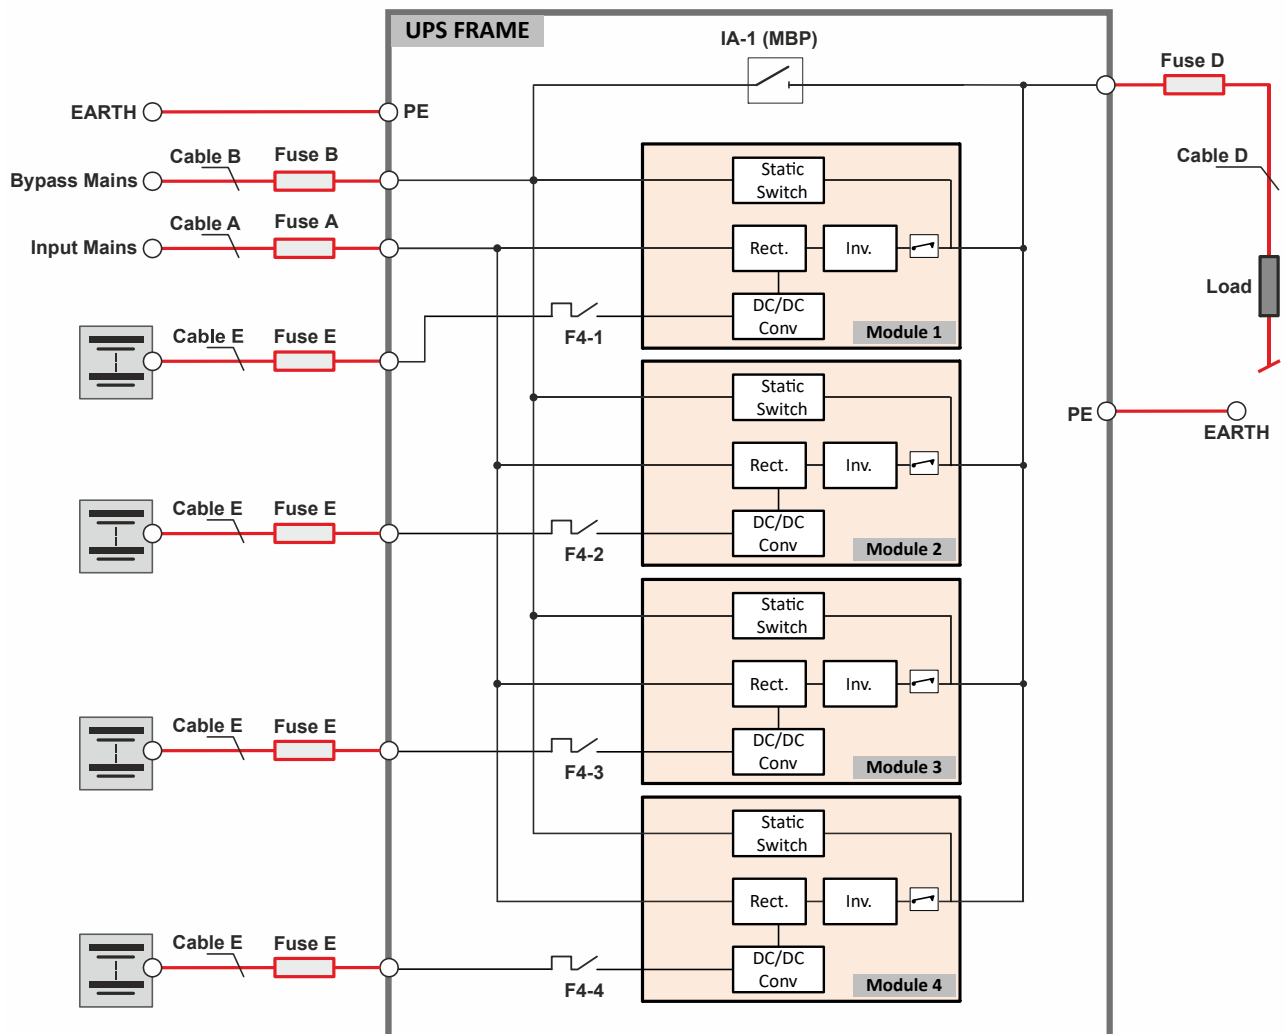 UPS FRAME
IA-1 (MBP)
Fuse D
EARTH
PE
Cable B
Fuse B
Bypass Mains
Cable A
Fuse A
Input Mains
Cable D
Static
Switch
Rect.
Inv.
DC/DC
Conv
Module 1
F4-1
Load
Cable E
Fuse E
Static
Switch
PE
EARTH
Rect.
Inv.
Cable E
Fuse E
F4-2
DC/DC
Conv
Module 2
Static
Switch
Rect.
Inv.
Cable E
Fuse E
F4-3
DC/DC
Conv
Module 3
Static
Switch
Rect.
Inv.
Cable E
Fuse E
F4-4
DC/DC
Conv
Module 4